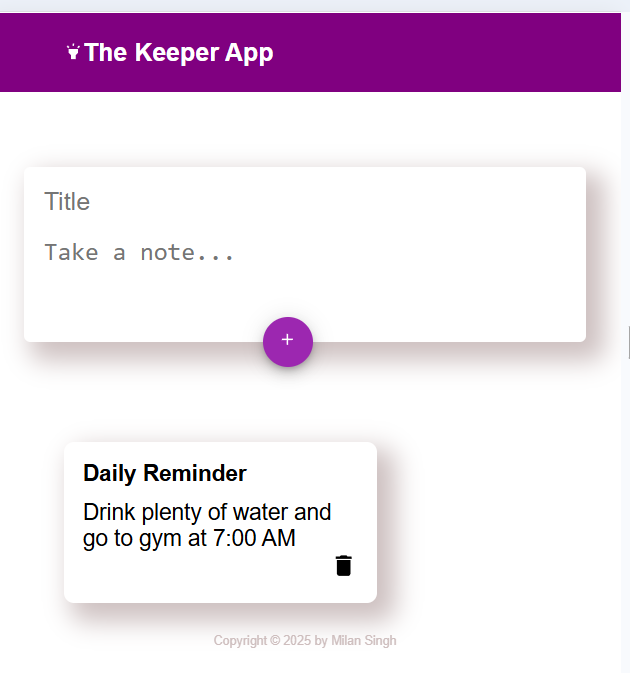 The Keeper App
Title
Take a note...
+
Daily Reminder
Drink plenty of water and
go to gym at 7:00 AM
Copyright © 2025 by Milan Singh